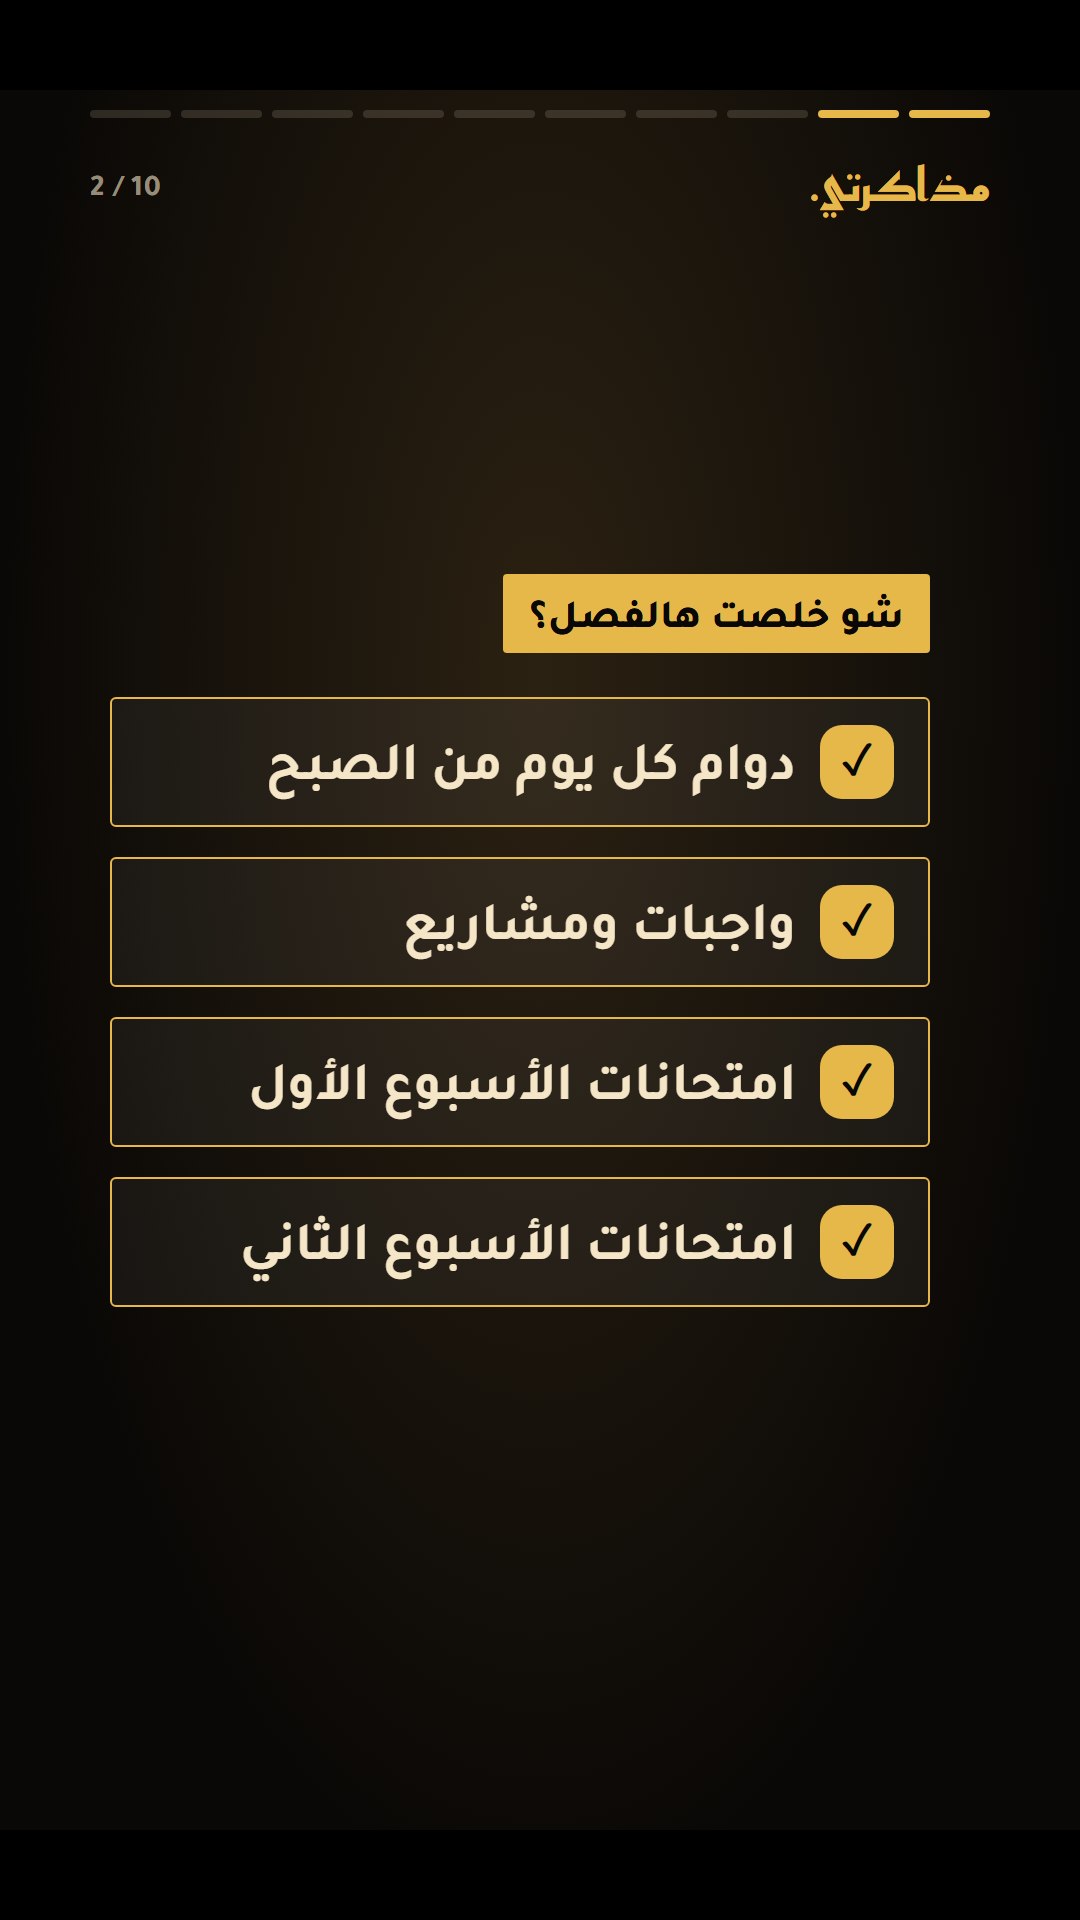 مذاكرتي.
2 / 10
شو خلصت هالفصل؟
✓ دوام كل يوم من الصبح
✓ واجبات ومشاريع
✓ امتحانات الأسبوع الأول
✓ امتحانات الأسبوع الثاني